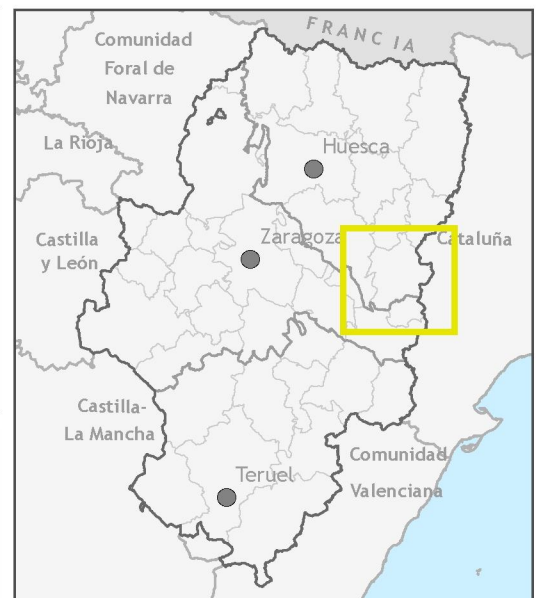 FRANCIA
Comunidad
Foral de
Navarra
La Rioja
Huesca
Castilla
y León
Zaragoza
Cataluña
Castilla-
La Mancha
Comunidad
Valenciana
Teruel